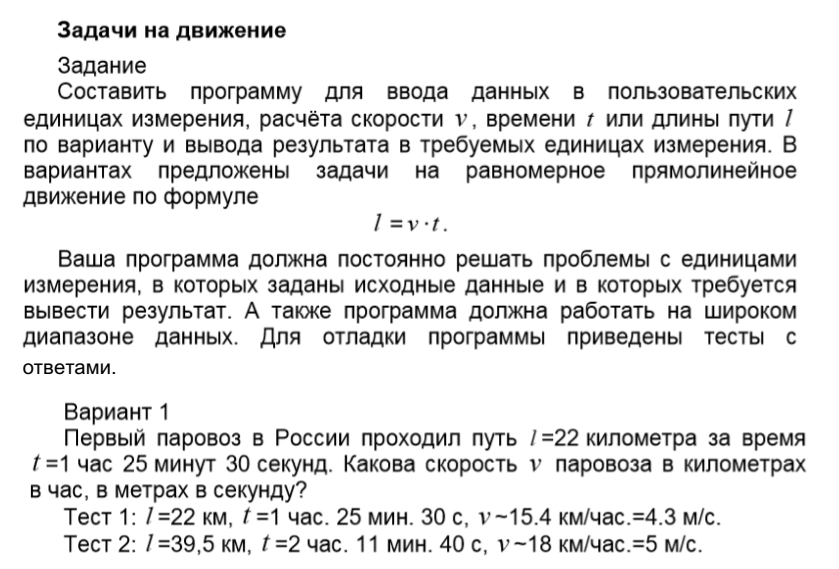 Задачи на движение
Задание
Составить программу для ввода данных в пользовательских
единицах измерения, расчёта скорости v, времени t или длины пути l
по варианту и вывода результата в требуемых единицах измерения. В
вариантах предложены задачи на равномерное прямолинейное
движение по формуле
l = v · t.
Ваша программа должна постоянно решать проблемы с единицами
измерения, в которых заданы исходные данные и в которых требуется
вывести результат. А также программа должна работать на широком
диапазоне данных. Для отладки программы приведены тесты с
ответами.
Вариант 1
Первый паровоз в России проходил путь l=22 километра за время
t=1 час 25 минут 30 секунд. Какова скорость v паровоза в километрах
в час, в метрах в секунду?
Тест 1: l=22 км, t=1 час. 25 мин. 30 с, v~15.4 км/час.=4.3 м/с.
Тест 2: l=39,5 км, t=2 час. 11 мин. 40 с, v~18 км/час.=5 м/с.